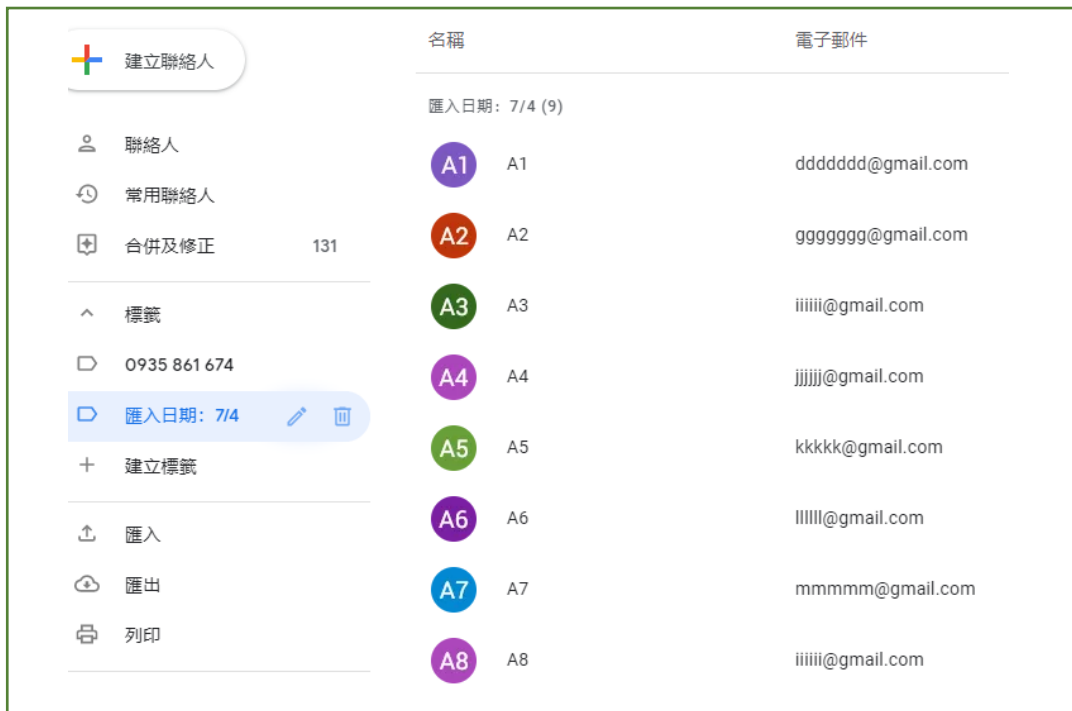 建立聯絡人
聯絡人
常用聯絡人
合併及修正 131
標籤
0935 861 674
匯入日期：7/4
建立標籤
匯入
匯出
列印
名稱 電子郵件
匯入日期：7/4 (9)
A1 A1 ddddddd@gmail.com
A2 A2 ggggggg@gmail.com
A3 A3 iiiiii@gmail.com
A4 A4 jjjjjj@gmail.com
A5 A5 kkkkk@gmail.com
A6 A6 llllll@gmail.com
A7 A7 mmmmm@gmail.com
A8 A8 iiiiii@gmail.com